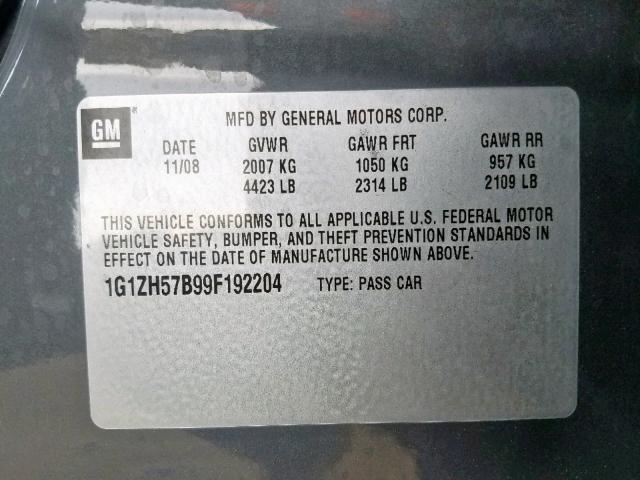 GM ®
MFD BY GENERAL MOTORS CORP.
DATE GVWR GAWR FRT GAWR RR
11/08 2007 KG 1050 KG 957 KG
4423 LB 2314 LB 2109 LB
THIS VEHICLE CONFORMS TO ALL APPLICABLE U.S. FEDERAL MOTOR
VEHICLE SAFETY, BUMPER, AND THEFT PREVENTION STANDARDS IN
EFFECT ON THE DATE OF MANUFACTURE SHOWN ABOVE.
1G1ZH57B99F192204 TYPE: PASS CAR